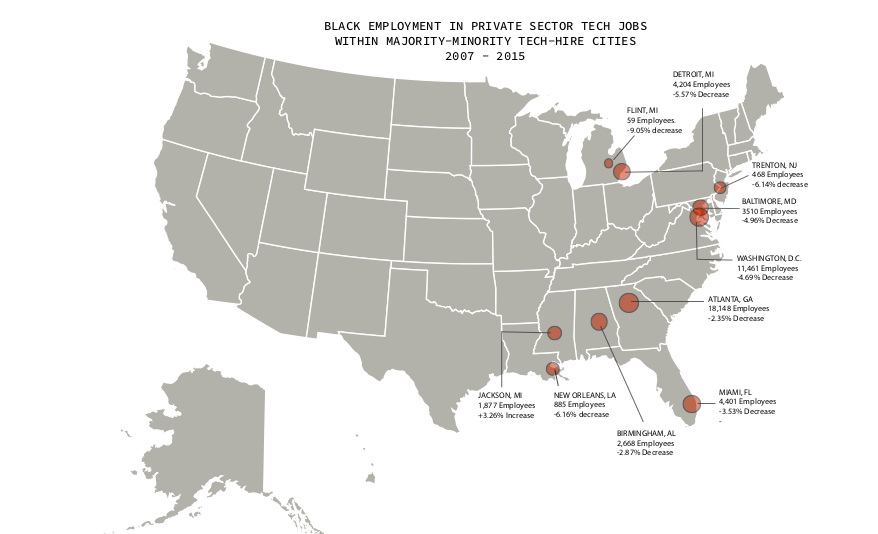 BLACK EMPLOYMENT IN PRIVATE SECTOR TECH JOBS
WITHIN MAJORITY-MINORITY TECH-HIRE CITIES
2007 - 2015
DETROIT, MI
4,204 Employees
-5.57% Decrease
FLINT, MI
59 Employees.
-9.05% decrease
TRENTON, NJ
468 Employees
-6.14% decrease
BALTIMORE, MD
3510 Employees
-4.96% Decrease
WASHINGTON, D.C.
11,461 Employees
-4.69% Decrease
ATLANTA, GA
18,148 Employees
-2.35% Decrease
JACKSON, MI
1,877 Employees
+3.26% Increase
NEW ORLEANS, LA
885 Employees
-6.16% decrease
MIAMI, FL
4,401 Employees
-3.53% Decrease
-
BIRMINGHAM, AL
2,668 Employees
-2.87% Decrease